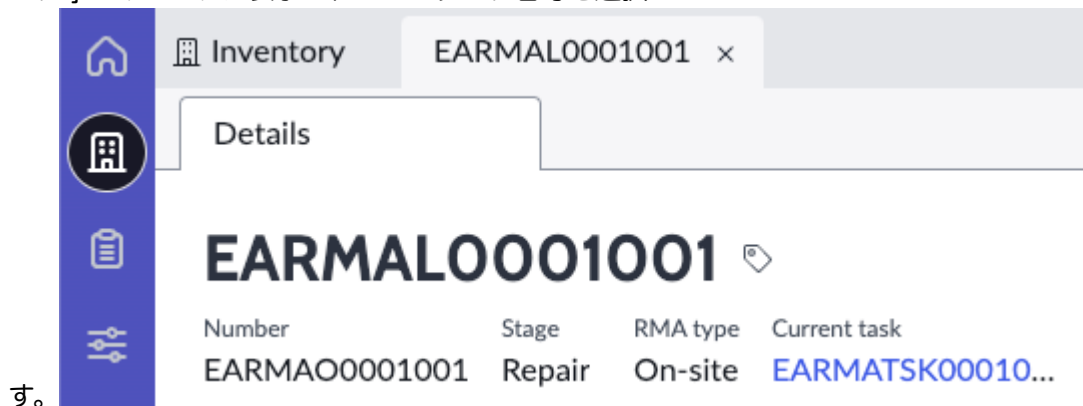 Inventory EARMAL0001001 ×
Details
EARMAL0001001
Number Stage RMA type Current task
EARMAO0001001 Repair On-site EARMATSK00010...
す。